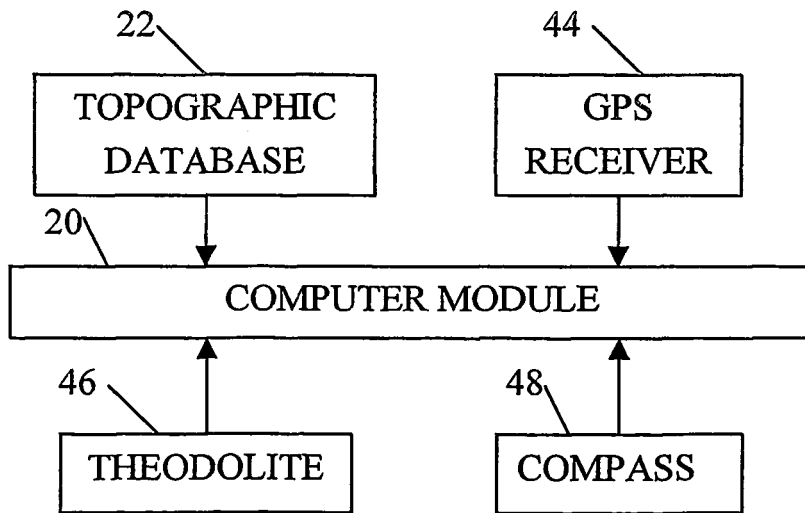 22
44
TOPOGRAPHIC
DATABASE
GPS
RECEIVER
20
COMPUTER MODULE
46
48
THEODOLITE
COMPASS